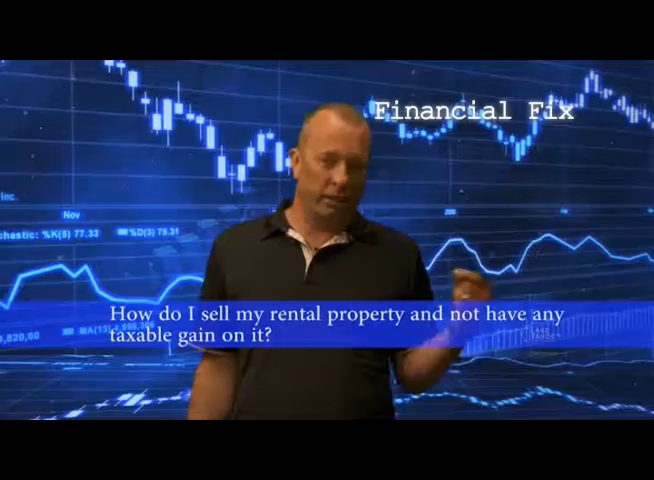 Financial Fix
Inc.
Nov
chastic: %K(5) 77.33
%D(3) 75.31
How do I sell my rental property and not have any
taxable gain on it?